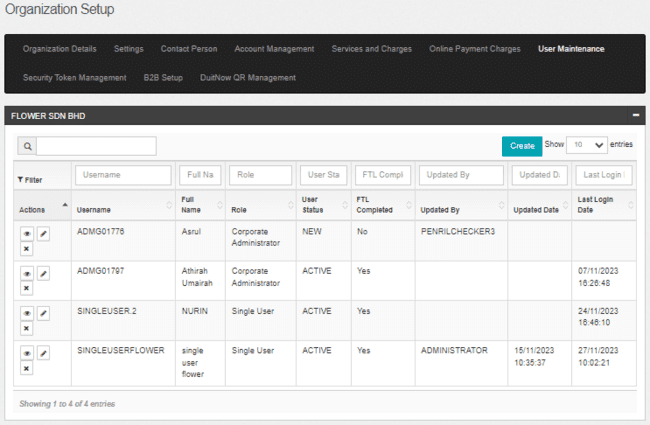 Organization Setup
Organization Details Settings Contact Person Account Management Services and Charges Online Payment Charges User Maintenance
Security Token Management B2B Setup DuitNow QR Management
FLOWER SDN BHD
Create Show 10 entries
Filter Username Full Na Role User Sta FTL Compl Updated By Updated Da Last Login
Actions Username Full Name Role User Status FTL Completed Updated By Updated Date Last Login Date
ADMG01776 Asrul Corporate Administrator NEW No PENRILCHECKER3
ADMG01797 Athirah Umairah Corporate Administrator ACTIVE Yes 07/11/2023 16:26:48
SINGLEUSER.2 NURIN Single User ACTIVE Yes 24/11/2023 16:46:10
SINGLEUSERFLOWER single user flower Single User ACTIVE Yes ADMINISTRATOR 15/11/2023 10:35:37 27/11/2023 10:02:21
Showing 1 to 4 of 4 entries